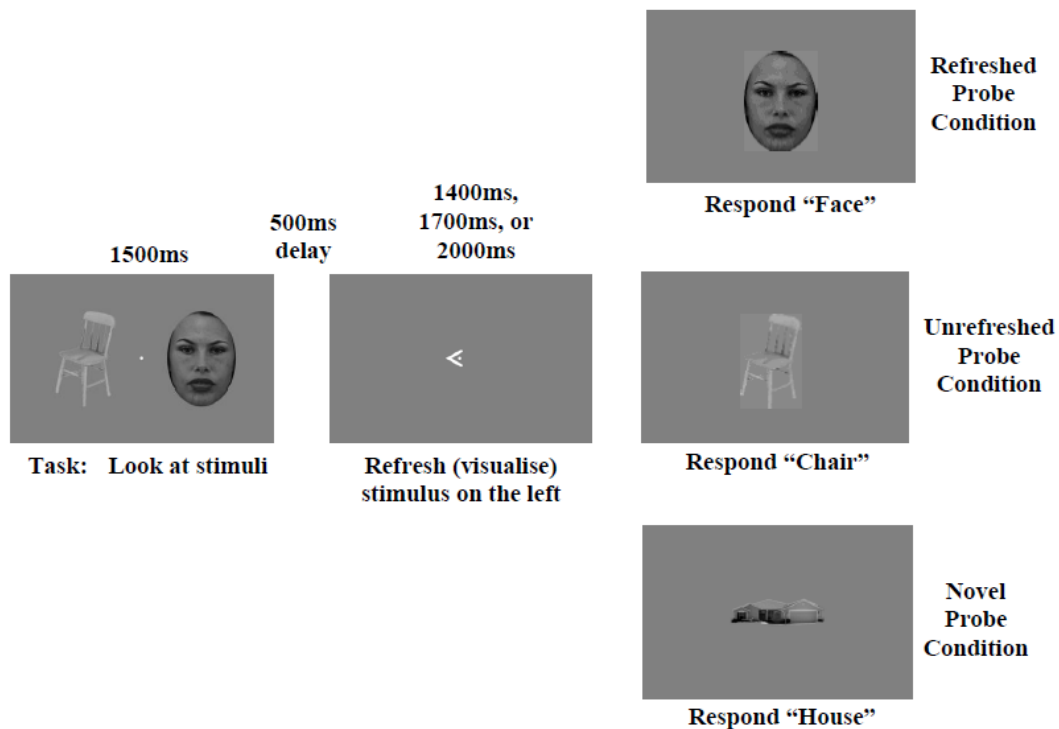 Refreshed
Probe
Condition
Respond “Face”
1400ms,
1700ms, or
2000ms
500ms
delay
1500ms
Unrefreshed
Probe
Condition
Task: Look at stimuli
Refresh (visualise)
stimulus on the left
Respond “Chair”
Novel
Probe
Condition
Respond “House”